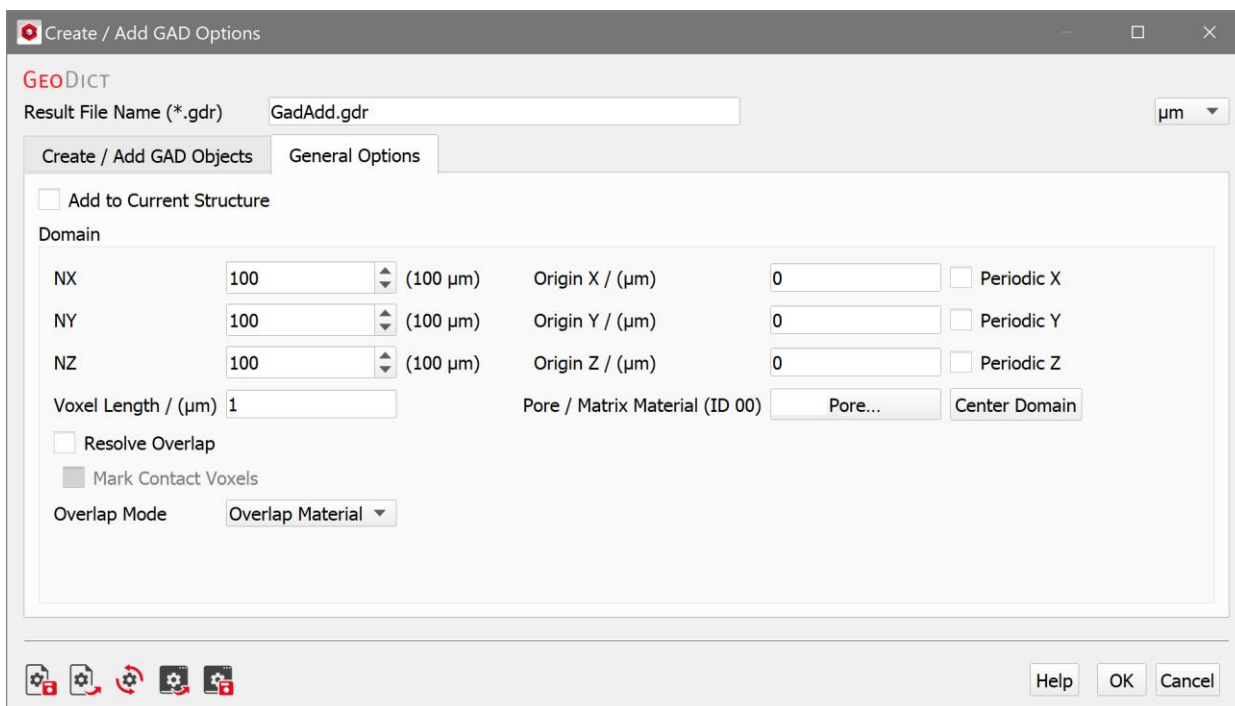 Create / Add GAD Options
GEODICT
Result File Name (*.gdr) GadAdd.gdr µm
Create / Add GAD Objects General Options
Add to Current Structure
Domain
NX 100 (100 µm) Origin X / (µm) 0 Periodic X
NY 100 (100 µm) Origin Y / (µm) 0 Periodic Y
NZ 100 (100 µm) Origin Z / (µm) 0 Periodic Z
Voxel Length / (µm) 1 Pore / Matrix Material (ID 00) Pore... Center Domain
Resolve Overlap
Mark Contact Voxels
Overlap Mode Overlap Material
Help OK Cancel